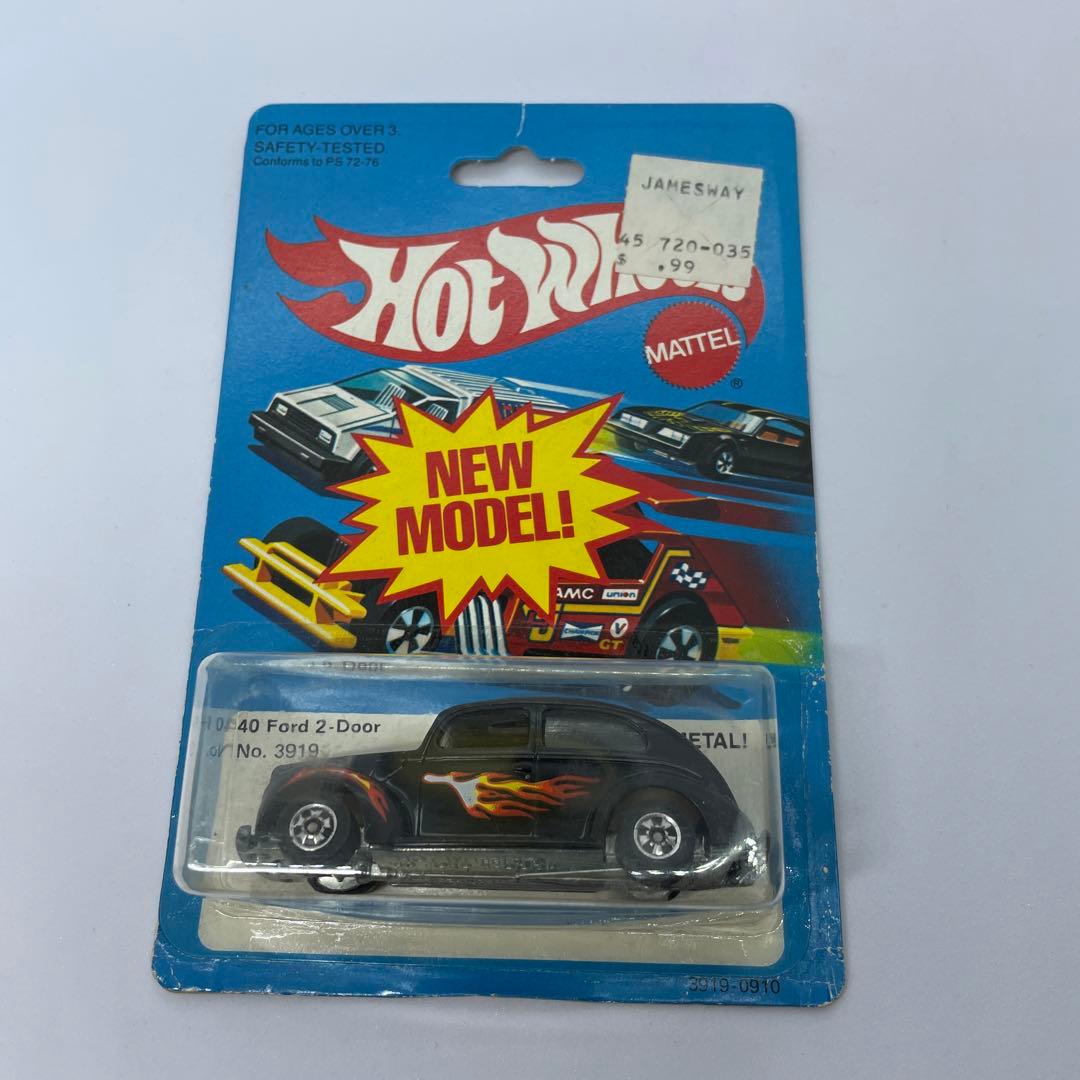 FOR AGES OVER 3.
SAFETY-TESTED.
Conforms to PS 72-76
JAMESWAY
45 720-035
$ .99
HOT WHEELS
MATTEL
®
NEW
MODEL!
AMC union
CHAMPION V
GT
40 Ford 2-Door
No. 3919
METAL!
3919-0910